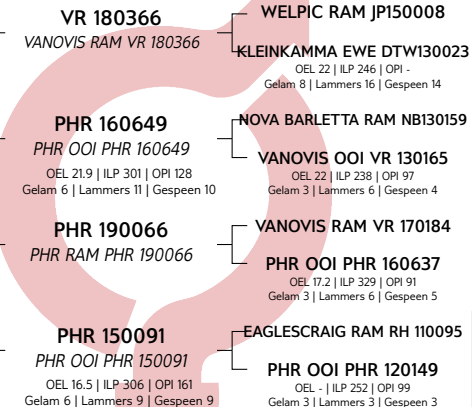 VR 180366
VANOVIS RAM VR 180366
WELPIC RAM JP150008
KLEINKAMMA EWE DTW130023
OEL 22 | ILP 246 | OPI -
Gelam 8 | Lammers 16 | Gespeen 14
PHR 160649
PHR OOI PHR 160649
OEL 21.9 | ILP 301 | OPI 128
Gelam 6 | Lammers 11 | Gespeen 10
NOVA BARLETTA RAM NB130159
VANOVIS OOI VR 130165
OEL 22 | ILP 238 | OPI 97
Gelam 3 | Lammers 6 | Gespeen 4
PHR 190066
PHR RAM PHR 190066
VANOVIS RAM VR 170184
PHR OOI PHR 160637
OEL 17.2 | ILP 329 | OPI 91
Gelam 3 | Lammers 6 | Gespeen 5
PHR 150091
PHR OOI PHR 150091
OEL 16.5 | ILP 306 | OPI 161
Gelam 6 | Lammers 9 | Gespeen 9
EAGLESCRAIG RAM RH 110095
PHR OOI PHR 120149
OEL - | ILP 252 | OPI 99
Gelam 3 | Lammers 3 | Gespeen 3